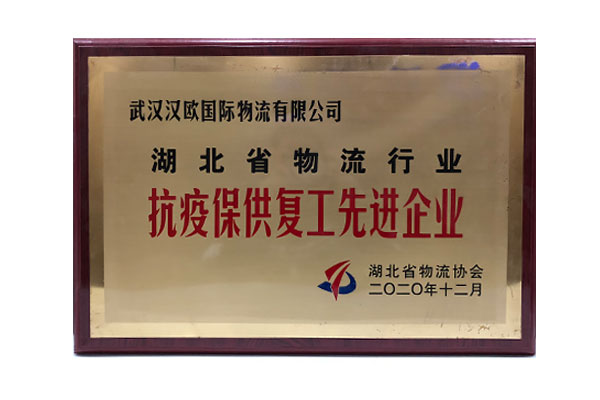 武汉汉欧国际物流有限公司
湖北省物流行业
抗疫保供复工先进企业
湖北省物流协会
二〇二〇年十二月